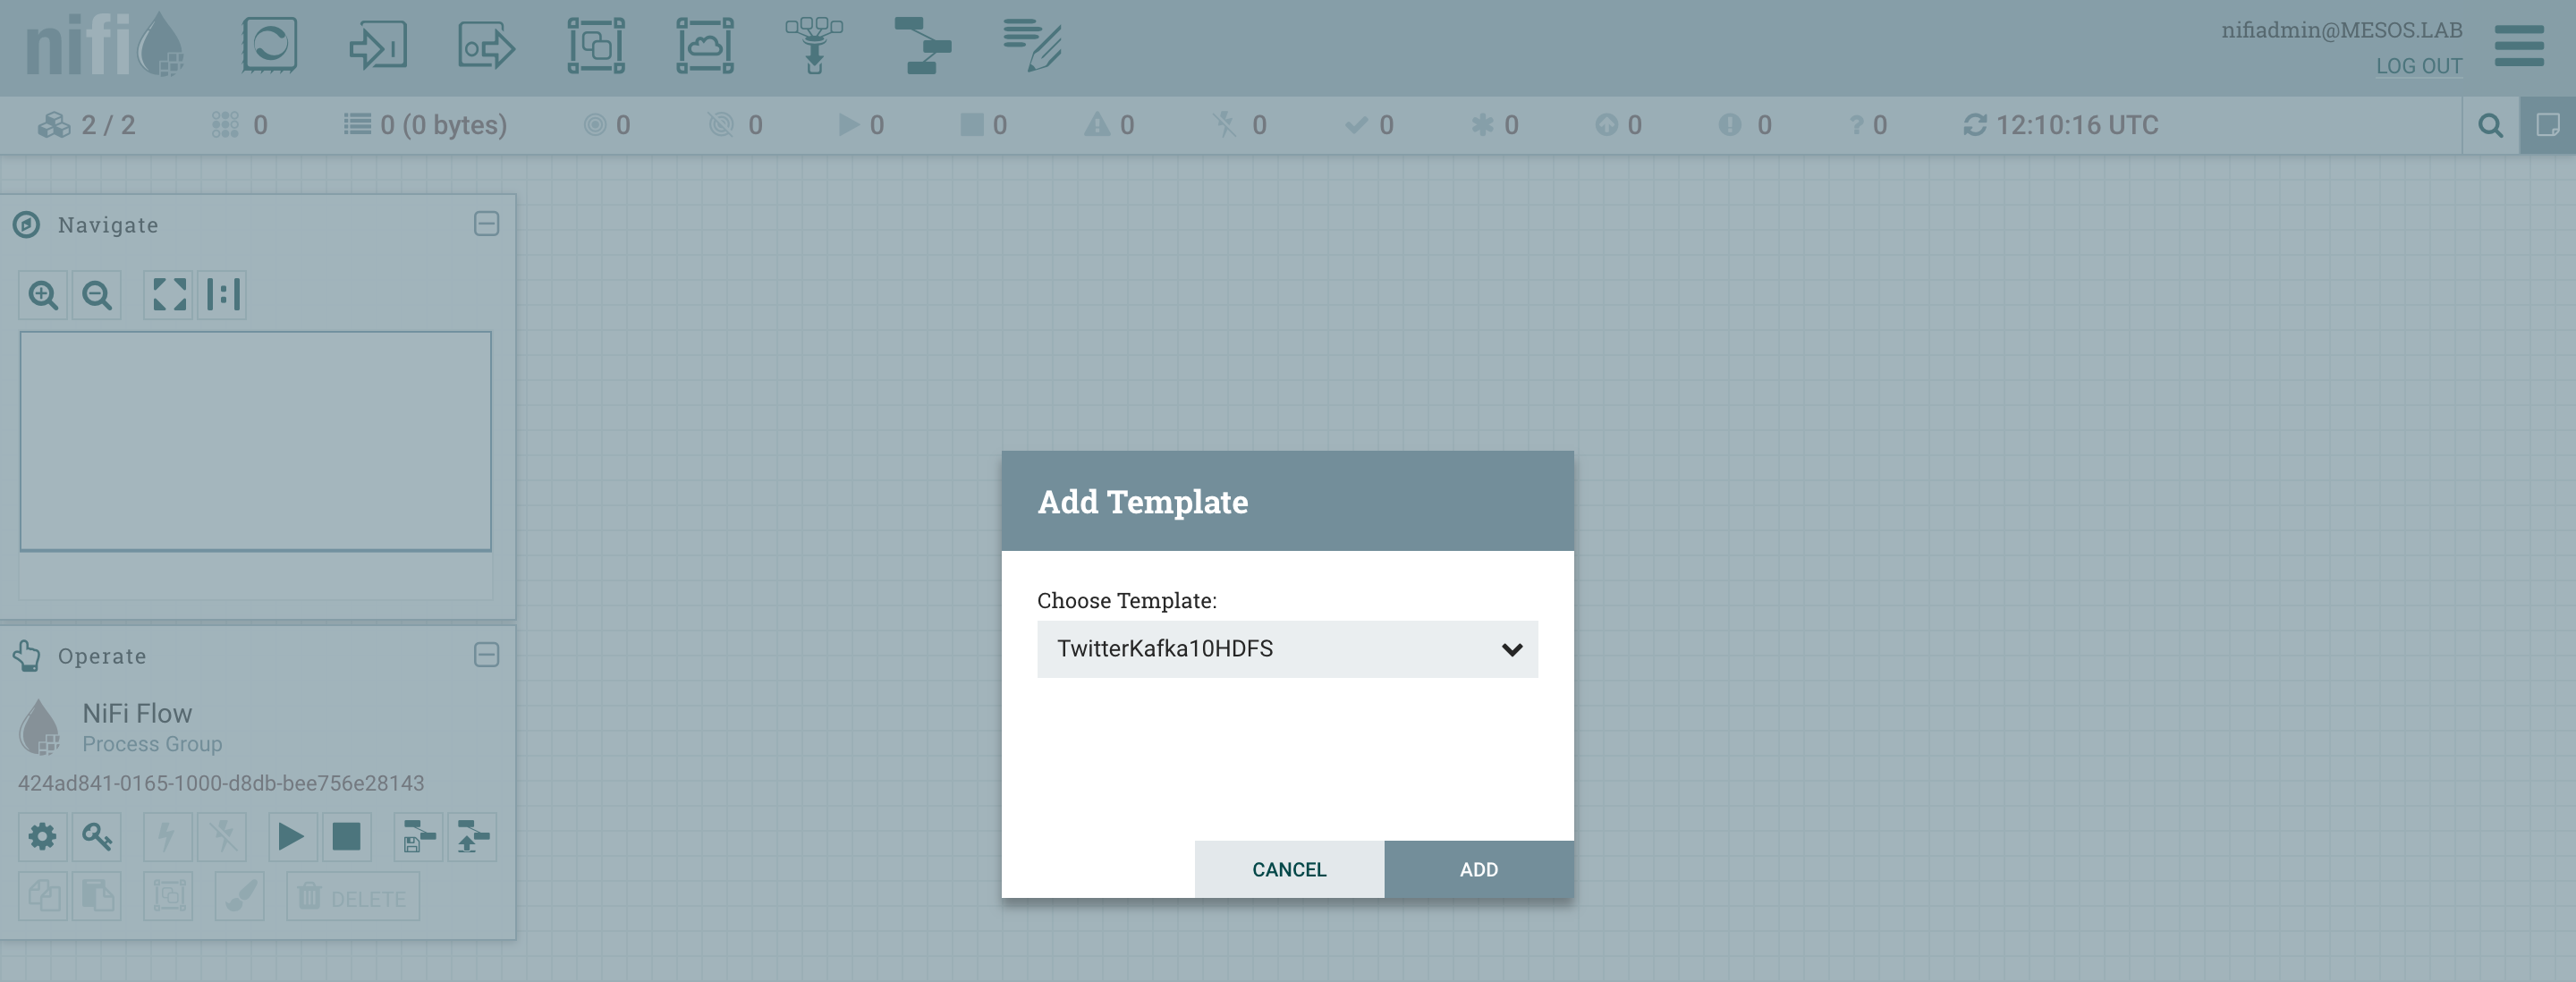 nifi
nifiadmin@MESOS.LAB
LOG OUT
2 / 2 0 0 (0 bytes) 0 0 0 0 0 0 0 0 0 0 0 12:10:16 UTC
Navigate
Operate
NiFi Flow
Process Group
424ad841-0165-1000-d8db-bee756e28143
DELETE
Add Template
Choose Template:
TwitterKafka10HDFS
CANCEL ADD